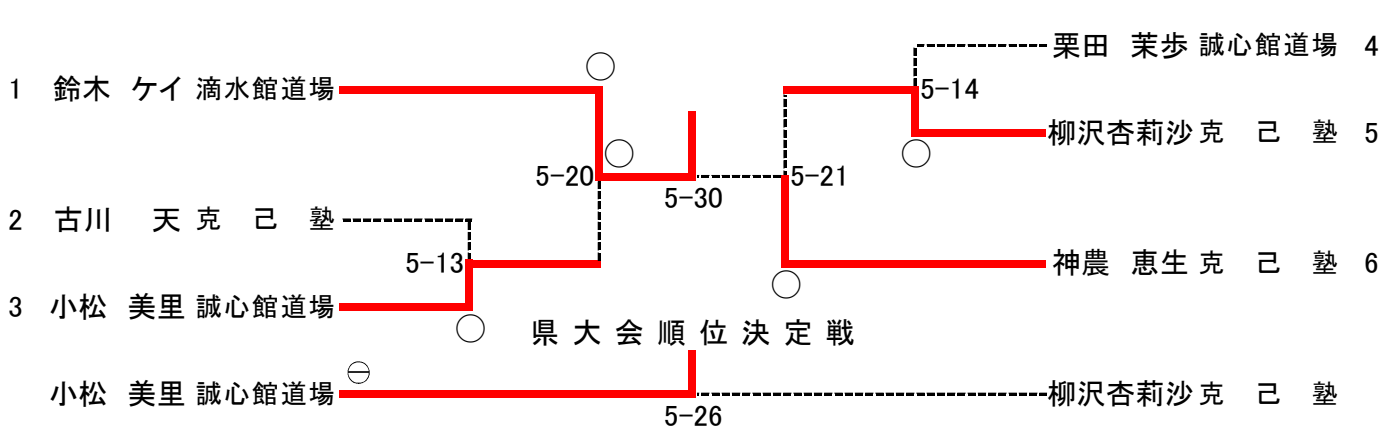 栗田 茉歩 誠心館道場 4
1 鈴木 ケイ 滴水館道場
5-14
柳沢杏莉沙 克 己 塾 5
5-20
5-21
5-30
2 古川 天 克 己 塾
5-13
神農 恵生 克 己 塾 6
3 小松 美里 誠心館道場
県大会順位決定戦
小松 美里 誠心館道場
柳沢杏莉沙 克 己 塾
5-26